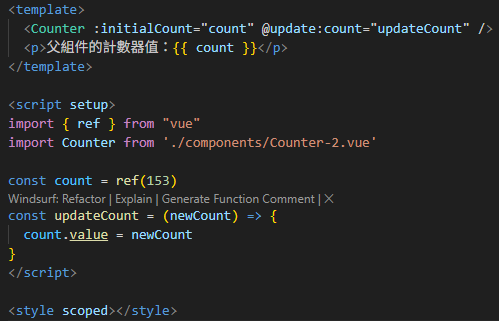 <template>
  <Counter :initialCount="count" @update:count="updateCount" />
  <p>父組件的計數器值：{{ count }}</p>
</template>

<script setup>
import { ref } from "vue"
import Counter from './components/Counter-2.vue'

const count = ref(153)
Windsurf: Refactor | Explain | Generate Function Comment | ×
const updateCount = (newCount) => {
  count.value = newCount
}
</script>

<style scoped></style>